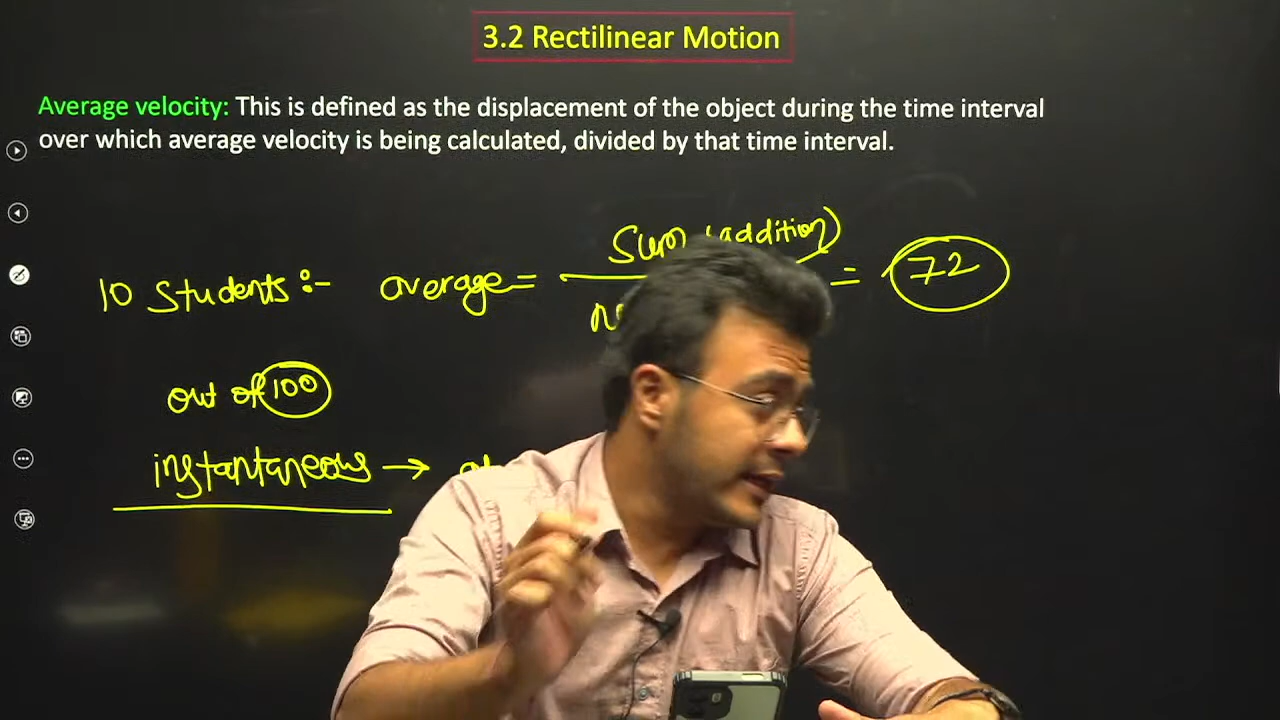 3.2 Rectilinear Motion
Average velocity: This is defined as the displacement of the object during the time interval
over which average velocity is being calculated, divided by that time interval.
10 Students :- average = Sum (addition) = 72
out of 100
instantaneous →